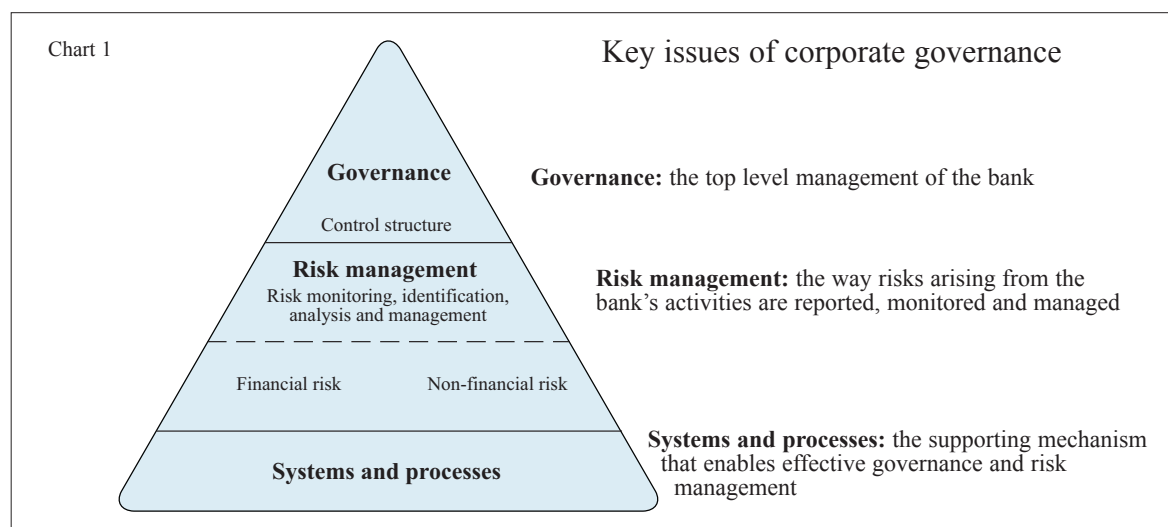 Chart 1
Key issues of corporate governance
Governance
Control structure
Governance: the top level management of the bank
Risk management
Risk monitoring, identification,
analysis and management
Risk management: the way risks arising from the
bank's activities are reported, monitored and managed
Financial risk
Non-financial risk
Systems and processes
Systems and processes: the supporting mechanism
that enables effective governance and risk
management